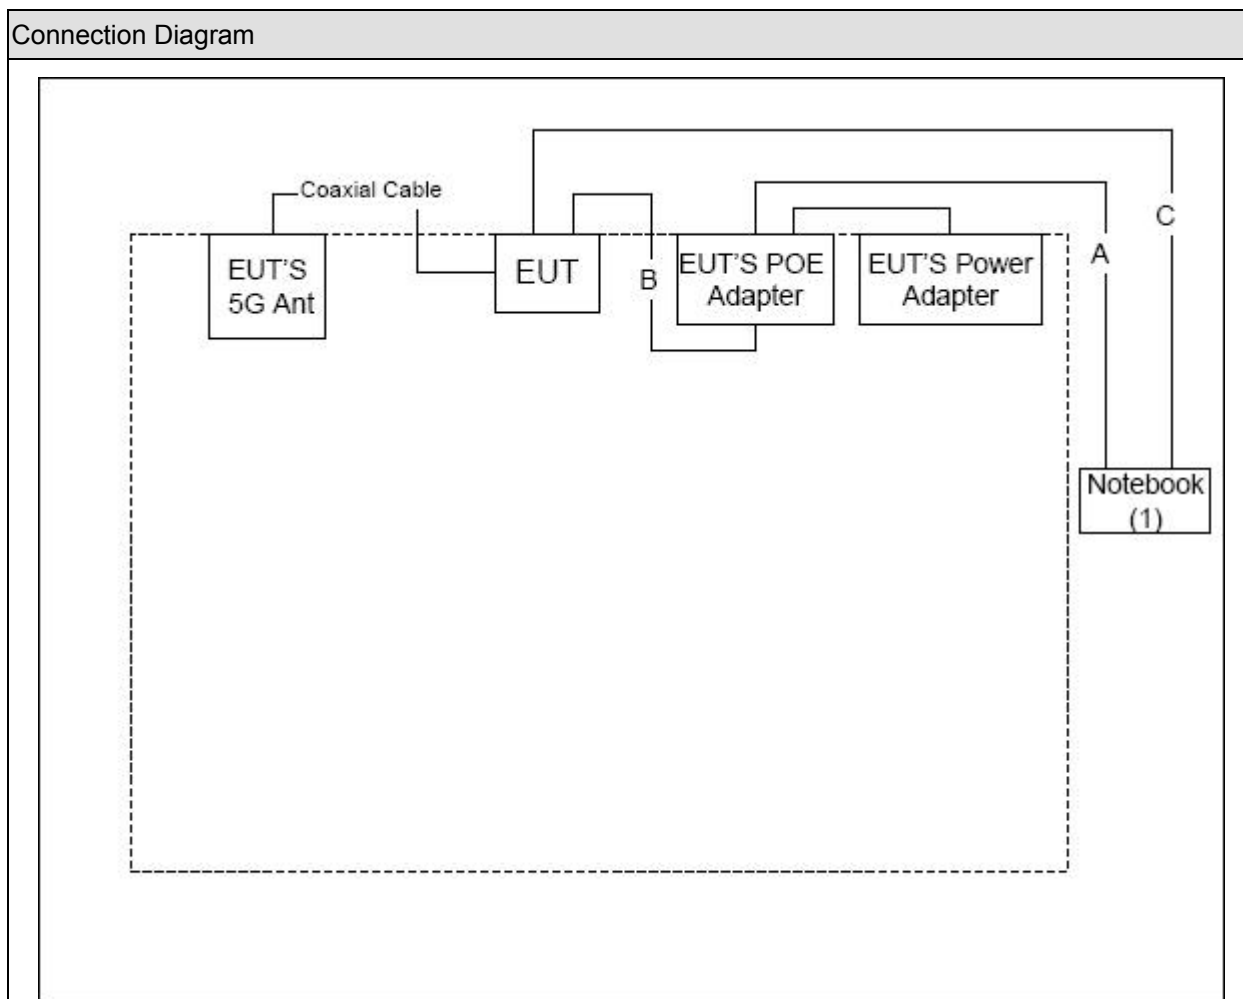 Connection Diagram
Coaxial Cable
EUT'S
5G Ant
EUT
B
EUT'S POE
Adapter
EUT'S Power
Adapter
A
C
Notebook
(1)